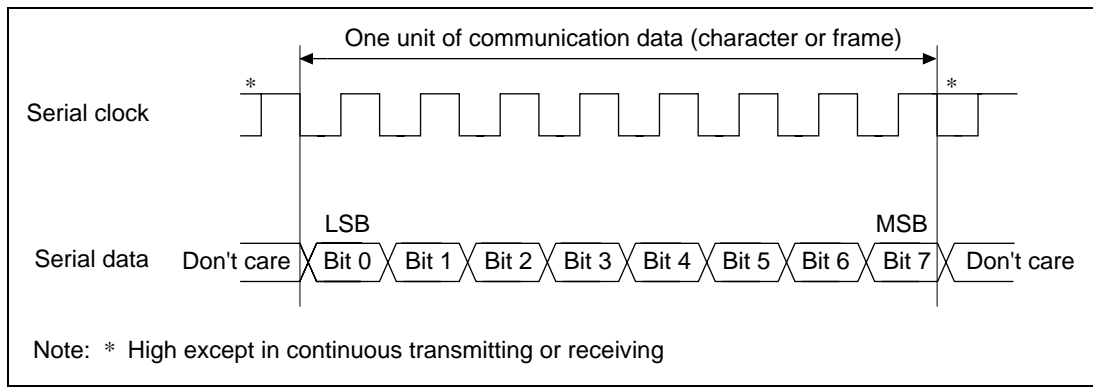 One unit of communication data (character or frame)
* *
Serial clock
LSB MSB
Serial data Don't care Bit 0 Bit 1 Bit 2 Bit 3 Bit 4 Bit 5 Bit 6 Bit 7 Don't care
Note: * High except in continuous transmitting or receiving